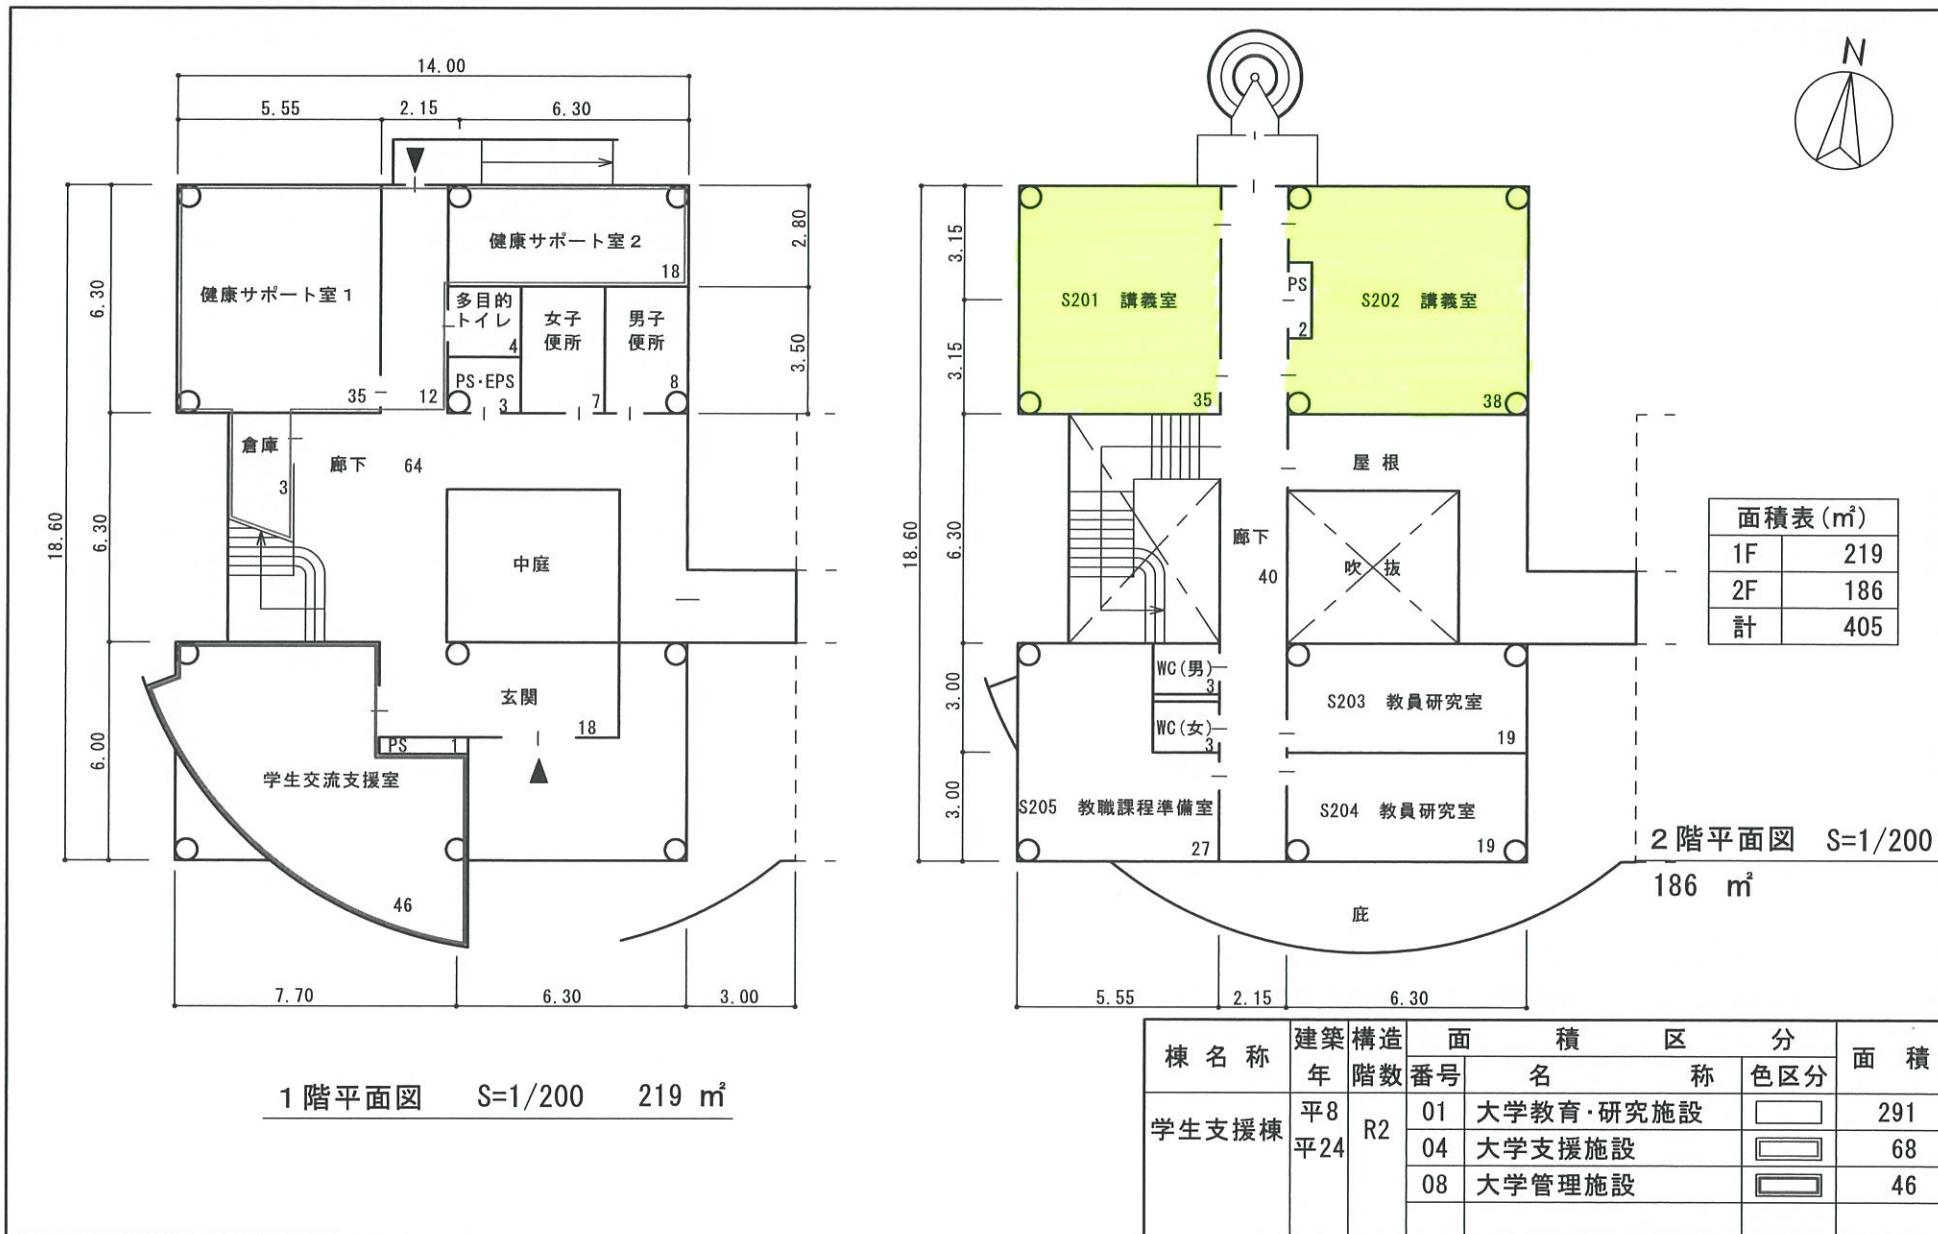 14.00
5.55
2.15
6.30
18.60
6.30
6.30
6.00
2.80
3.50
健康サポート室1
35
12
健康サポート室2
18
多目的
トイレ
4
女子
便所
7
男子
便所
8
PS・EPS
3
倉庫
3
廊下 64
中庭
玄関
18
PS
1
学生交流支援室
46
7.70
6.30
3.00
1階平面図 S=1/200 219 ㎡
N
18.60
3.15
3.15
6.30
3.00
3.00
S201 講義室
35
PS
2
S202 講義室
38
屋根
廊下
40
吹抜
WC(男)
3
WC(女)
3
S203 教員研究室
19
S205 教職課程準備室
27
S204 教員研究室
19
庇
5.55
2.15
6.30
2階平面図 S=1/200
186 ㎡
面積表(㎡)
1F 219
2F 186
計 405
棟名称 建築年 構造階数 面積区分 面積
番号 名称 色区分
学生支援棟 平8 平24 R2
01 大学教育・研究施設 291
04 大学支援施設 68
08 大学管理施設 46